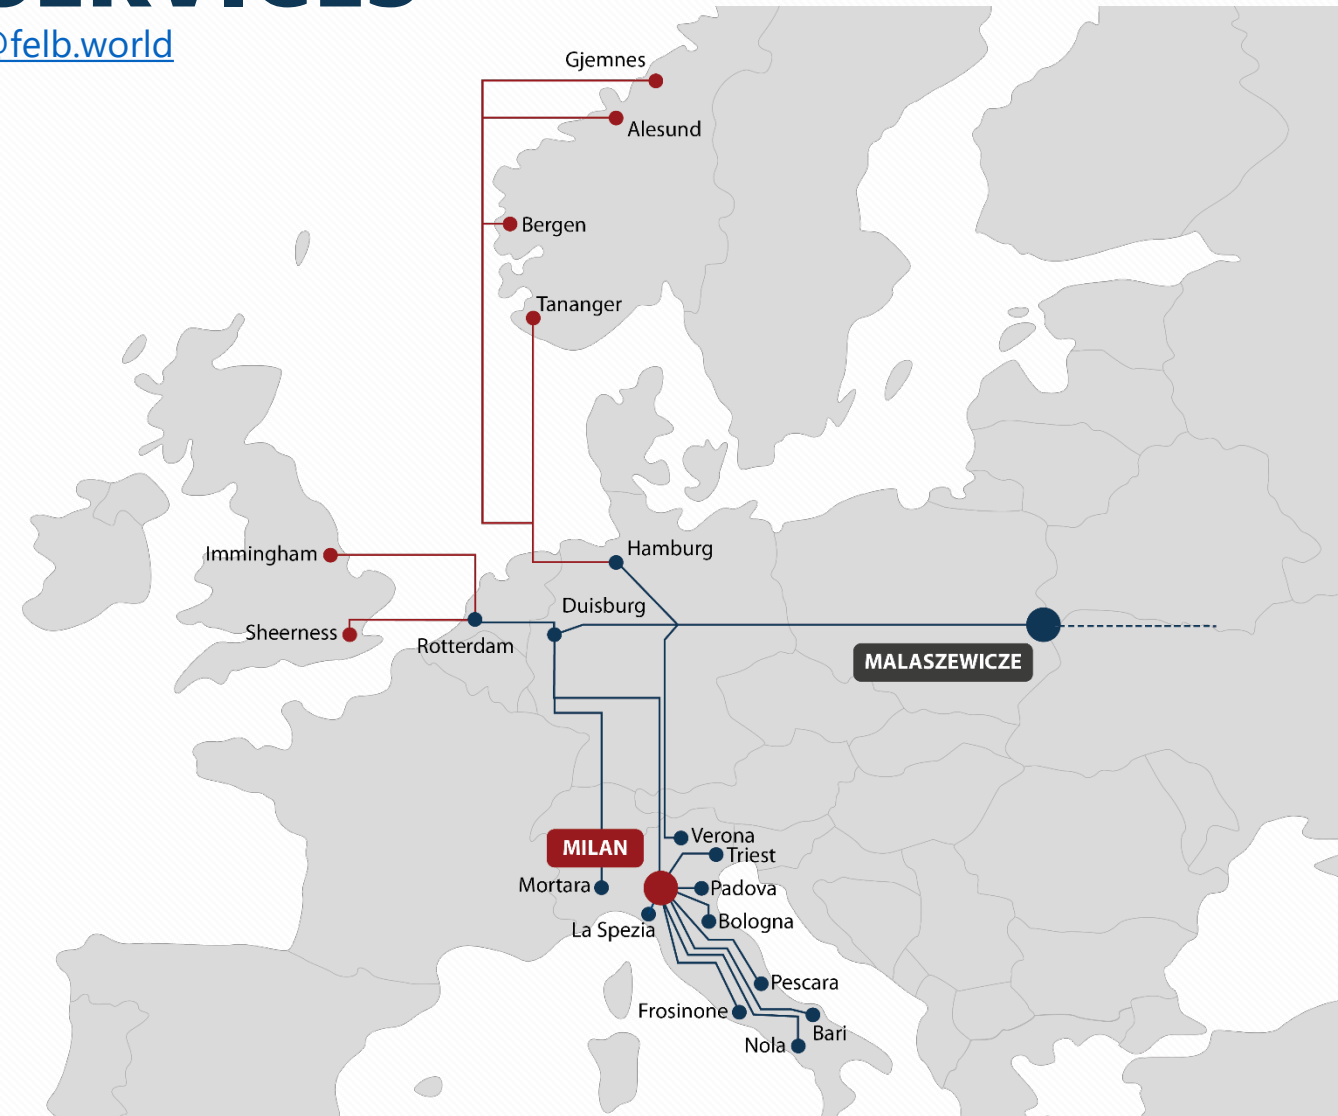 @felb.world
Gjemnes
Alesund
Bergen
Tananger
Immingham
Hamburg
Duisburg
Sheerness
Rotterdam
MALASZEWICZE
Verona
MILAN
Triest
Mortara
Padova
Bologna
La Spezia
Pescara
Frosinone
Bari
Nola